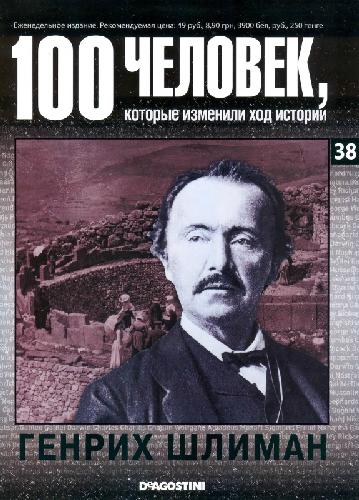 Еженедельное издание. Рекомендуемая цена: 49 руб., 8,90 грн, 3900 бел. руб., 250 тенге
100 ЧЕЛОВЕК,
которые изменили ход истории
38
ГЕНРИХ ШЛИМАН
DeAGOSTINI